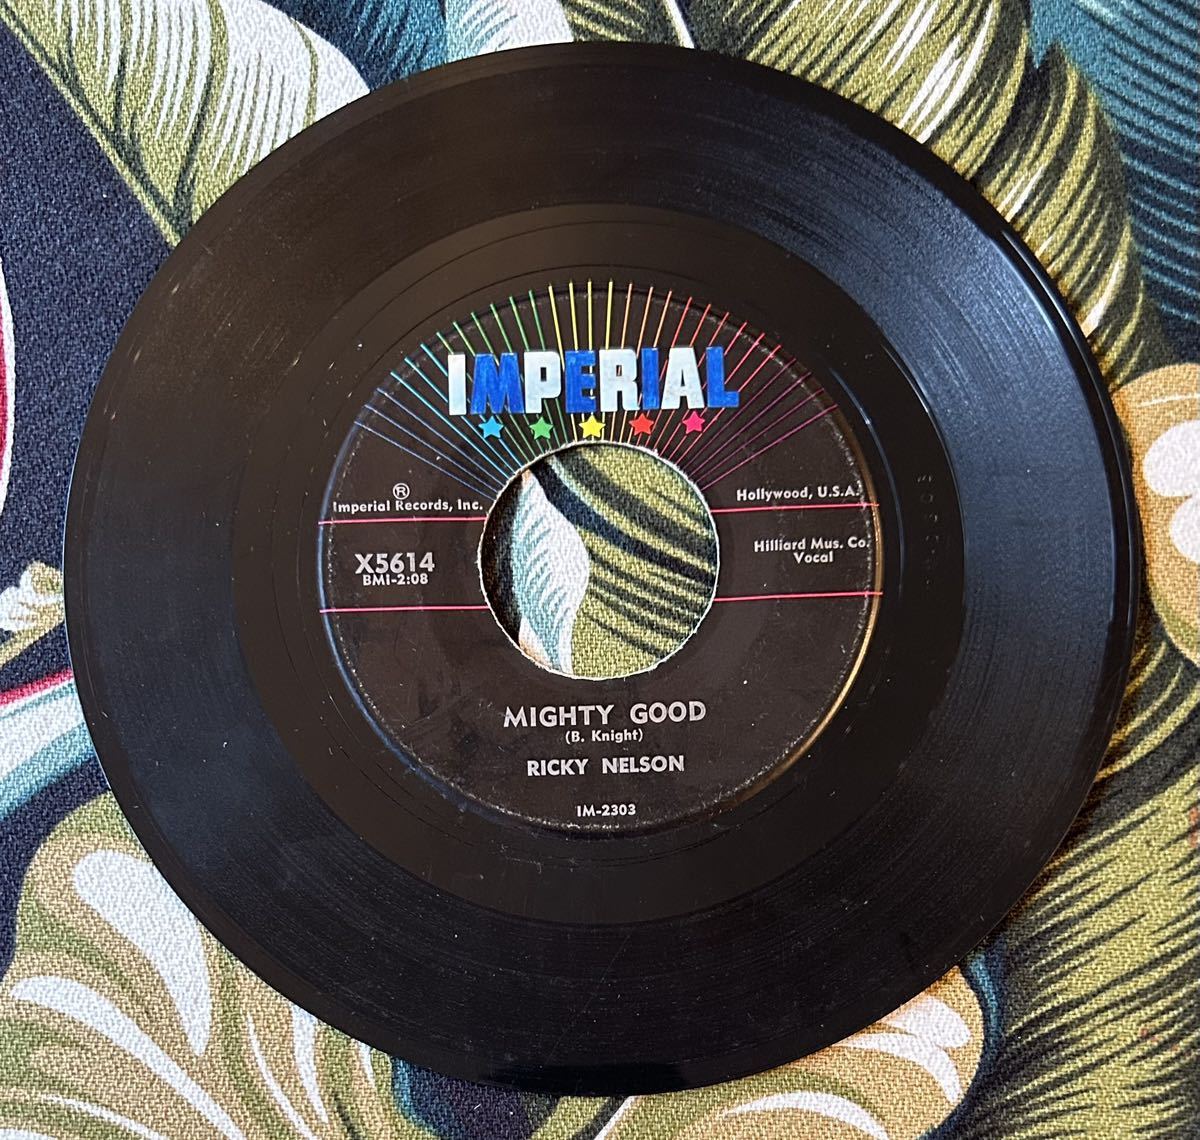 IMPERIAL
®
Imperial Records, Inc.
Hollywood, U.S.A.
X5614
BMI-2:08
Hilliard Mus. Co.
Vocal
MIGHTY GOOD
(B. Knight)
RICKY NELSON
IM-2303